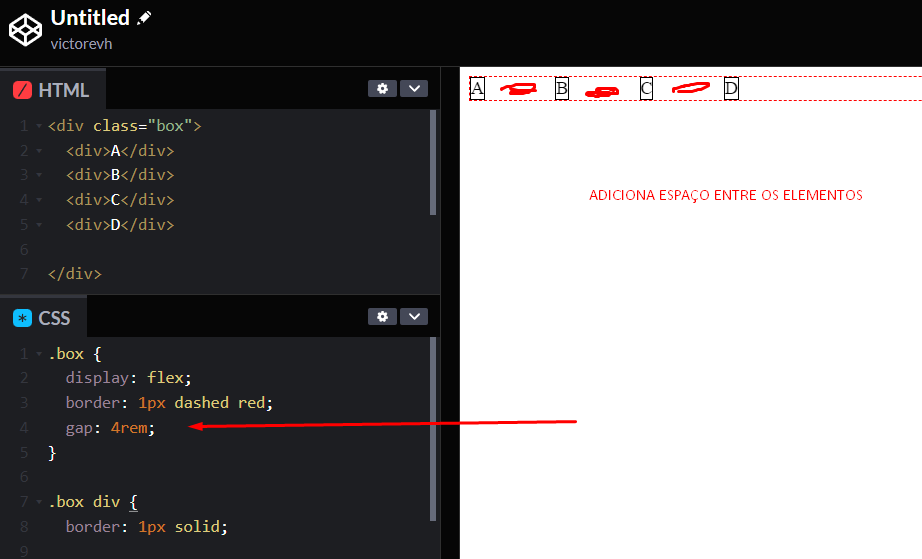 Untitled
victorevh
HTML
1 <div class="box">
2 <div>A</div>
3 <div>B</div>
4 <div>C</div>
5 <div>D</div>
6
7 </div>
CSS
1 .box {
2 display: flex;
3 border: 1px dashed red;
4 gap: 4rem;
5 }
6
7 .box div {
8 border: 1px solid;
9
A B C D
ADICIONA ESPAÇO ENTRE OS ELEMENTOS